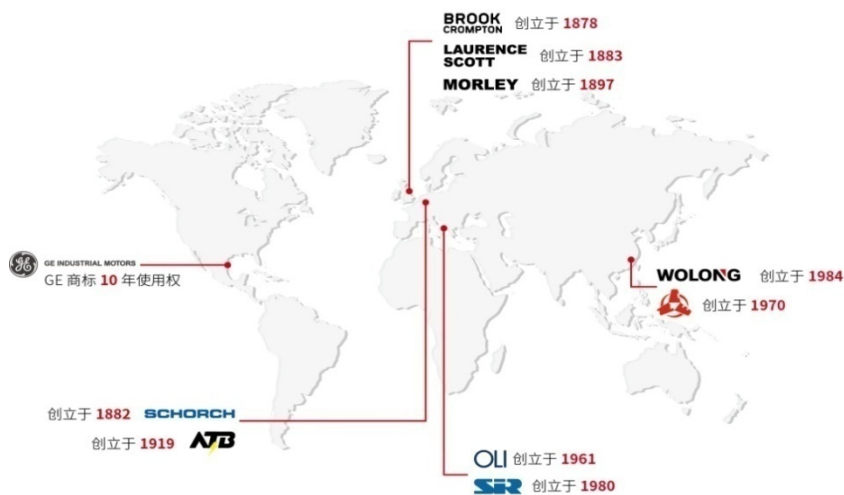 BROOK
CROMPTON 创立于 1878
LAURENCE
SCOTT 创立于 1883
MORLEY 创立于 1897
GE INDUSTRIAL MOTORS
GE 商标 10 年使用权
WOLONG 创立于 1984
创立于 1970
创立于 1882 SCHORCH
创立于 1919 ATB
OLI 创立于 1961
SIR 创立于 1980